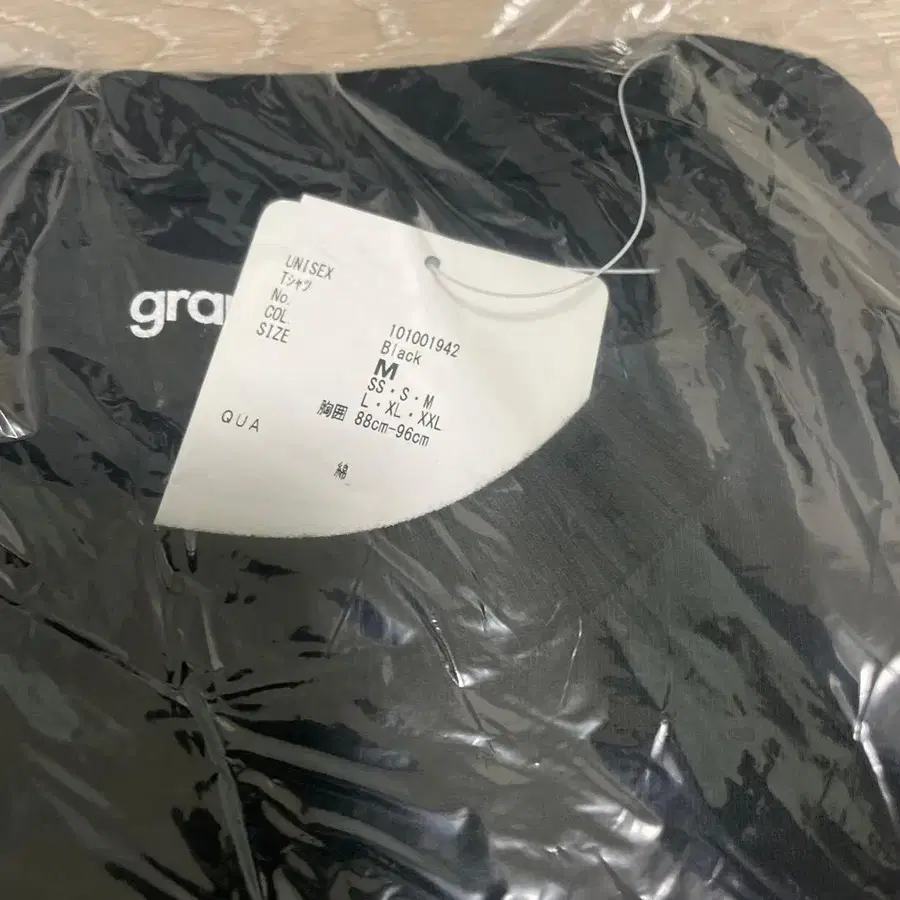 gra
UNISEX
Tシャツ
No. 101001942
COL. Black
SIZE M
SS・S・M
L・XL・XXL
胸囲 88cm-96cm
QUA
綿